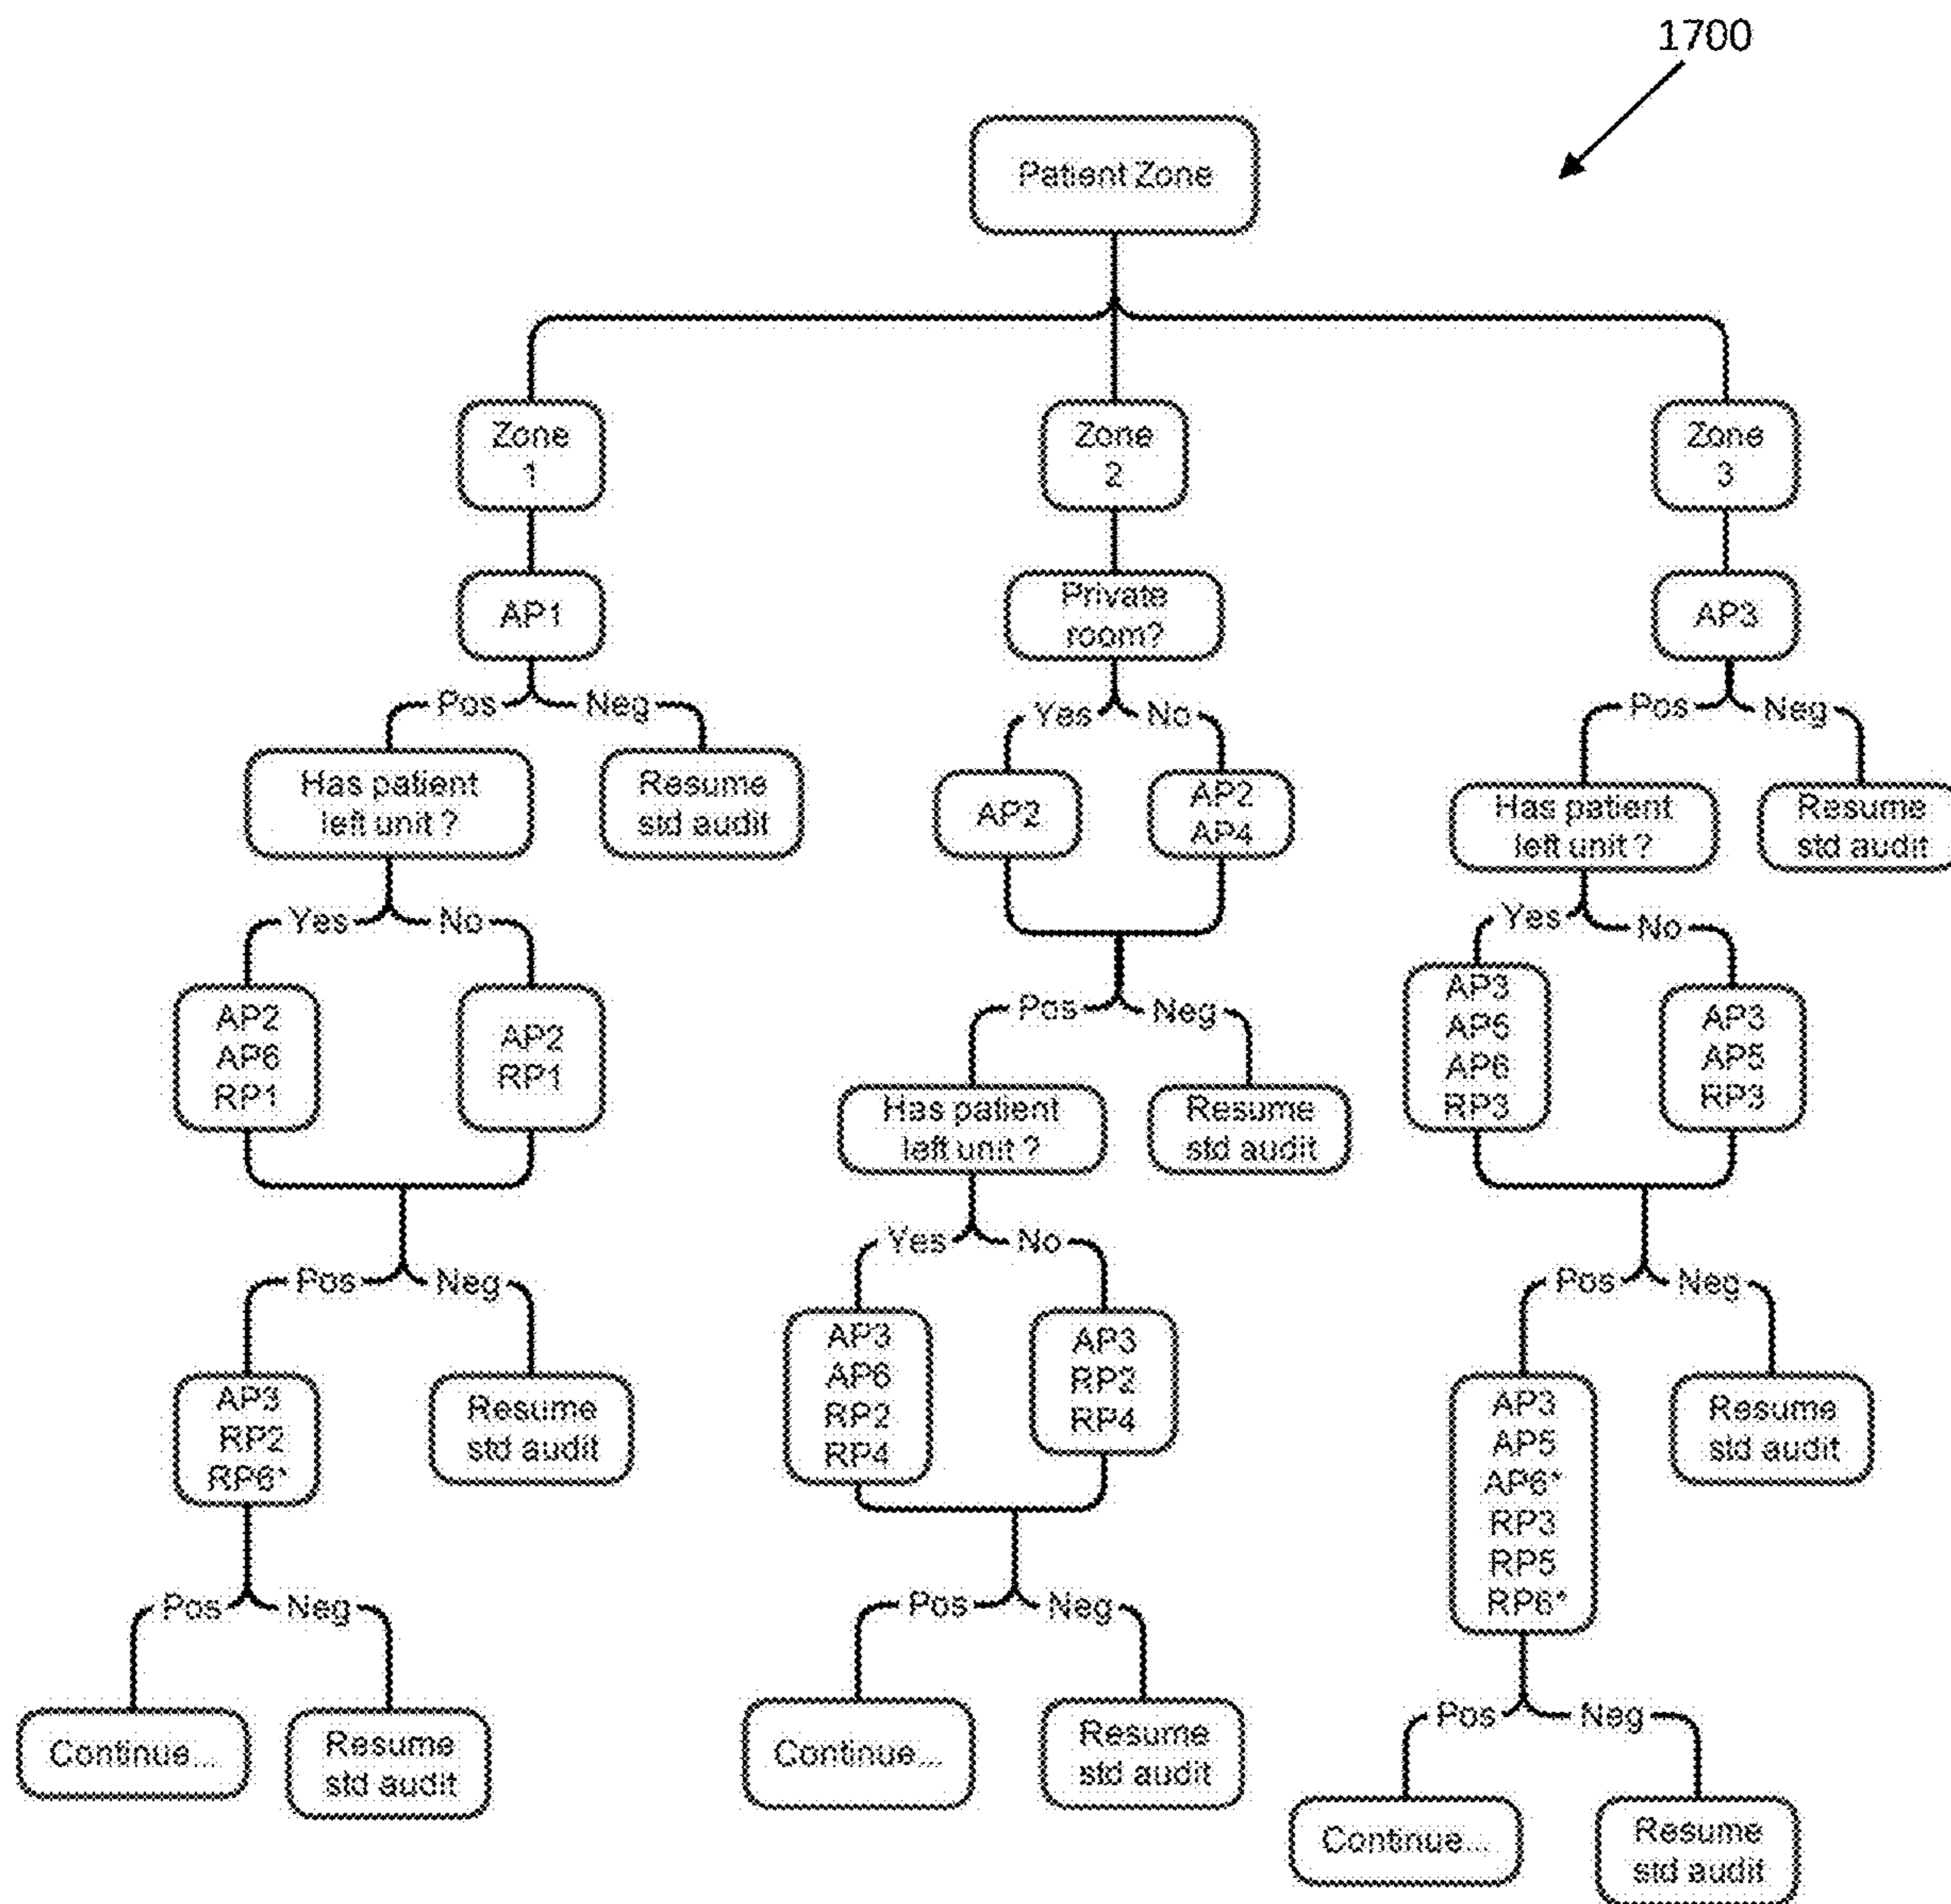 1700
Patient Zone
Zone
1
Zone
2
Zone
3
AP1
Private
room?
AP3
Pos
Neg
Yes
No
Pos
Neg
Has patient
left unit ?
Resume
std audit
AP2
AP2
AP4
Has patient
left unit ?
Resume
std audit
Yes
No
Yes
No
AP2
AP6
RP1
AP2
RP1
Pos
Neg
AP3
AP5
AP6
RP3
AP3
AP5
RP3
Has patient
left unit ?
Resume
std audit
Pos
Neg
Yes
No
Pos
Neg
AP3
RP2
RP6*
Resume
std audit
AP3
AP6
RP2
RP4
AP3
RP2
RP4
AP3
AP5
AP6*
RP3
RP5
RP6*
Resume
std audit
Pos
Neg
Pos
Neg
Pos
Neg
Continue...
Resume
std audit
Continue...
Resume
std audit
Continue...
Resume
std audit